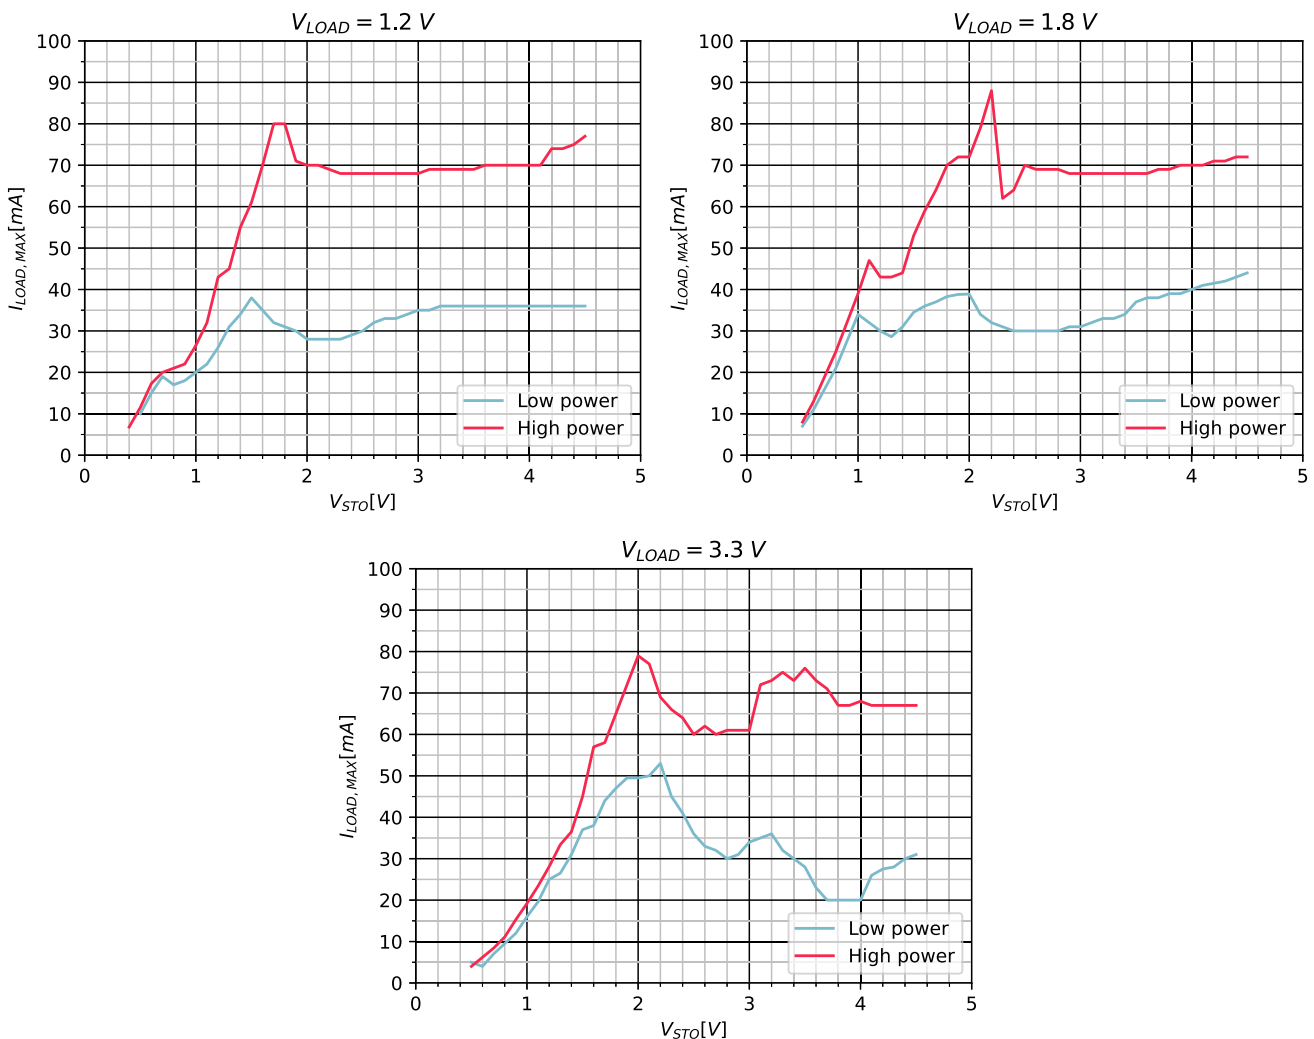 V_LOAD = 1.2 V
100
90
80
70
60
50
40
30
20
10
0
I_LOAD, MAX[mA]
0 1 2 3 4 5
V_STO[V]
Low power
High power
V_LOAD = 1.8 V
100
90
80
70
60
50
40
30
20
10
0
I_LOAD, MAX[mA]
0 1 2 3 4 5
V_STO[V]
Low power
High power
V_LOAD = 3.3 V
100
90
80
70
60
50
40
30
20
10
0
I_LOAD, MAX[mA]
0 1 2 3 4 5
V_STO[V]
Low power
High power